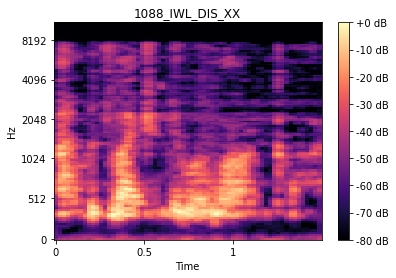 1088_IWL_DIS_XX
Hz
8192
4096
2048
1024
512
0
0
0.5
1
Time
+0 dB
-10 dB
-20 dB
-30 dB
-40 dB
-50 dB
-60 dB
-70 dB
-80 dB